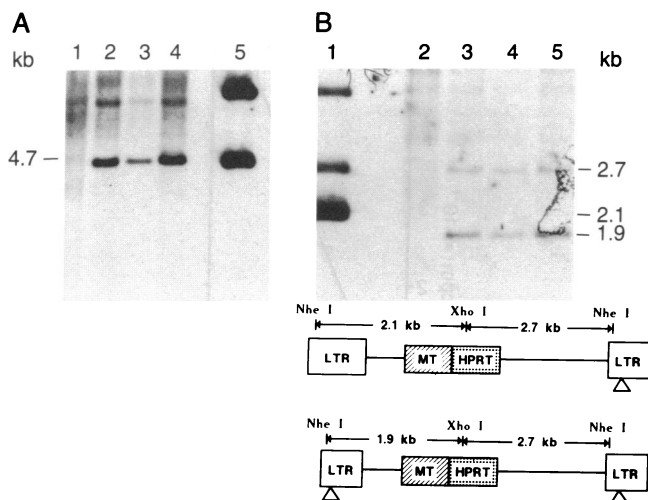 A
B
kb 1 2 3 4 5
1 2 3 4 5 kb
4.7
2.7
2.1
1.9
Nhe I Xho I Nhe I
2.1 kb 2.7 kb
LTR MT HPRT LTR
Nhe I Xho I Nhe I
1.9 kb 2.7 kb
LTR MT HPRT LTR